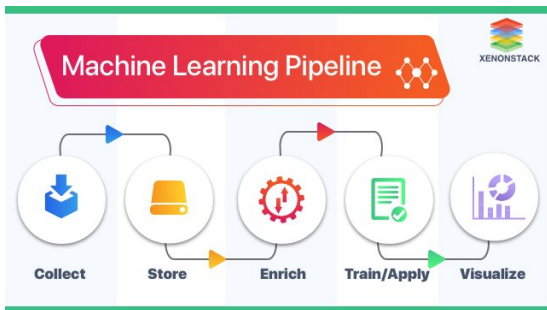 Machine Learning Pipeline
XENONSTACK
Collect
Store
Enrich
Train/Apply
Visualize